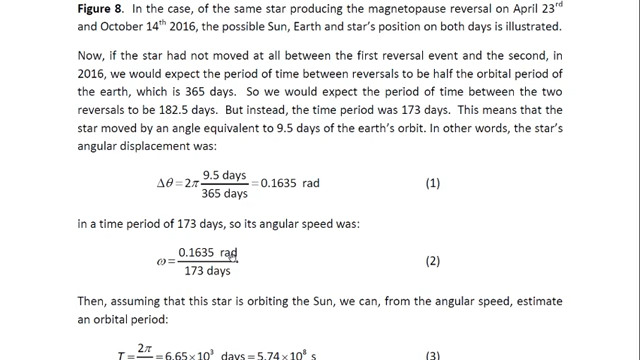 Figure 8. In the case, of the same star producing the magnetopause reversal on April 23rd
and October 14th 2016, the possible Sun, Earth and star's position on both days is illustrated.
Now, if the star had not moved at all between the first reversal event and the second, in
2016, we would expect the period of time between reversals to be half the orbital period of
the earth, which is 365 days. So we would expect the period of time between the two
reversals to be 182.5 days. But instead, the time period was 173 days. This means that the
star moved by an angle equivalent to 9.5 days of the earth's orbit. In other words, the star's
angular displacement was:
Δθ = 2π 9.5 days / 365 days = 0.1635 rad (1)
in a time period of 173 days, so its angular speed was:
ω = 0.1635 rad / 173 days (2)
Then, assuming that this star is orbiting the Sun, we can, from the angular speed, estimate
an orbital period:
T = 2π = 6.65×10³ days = 5.74×10⁸ s (3)